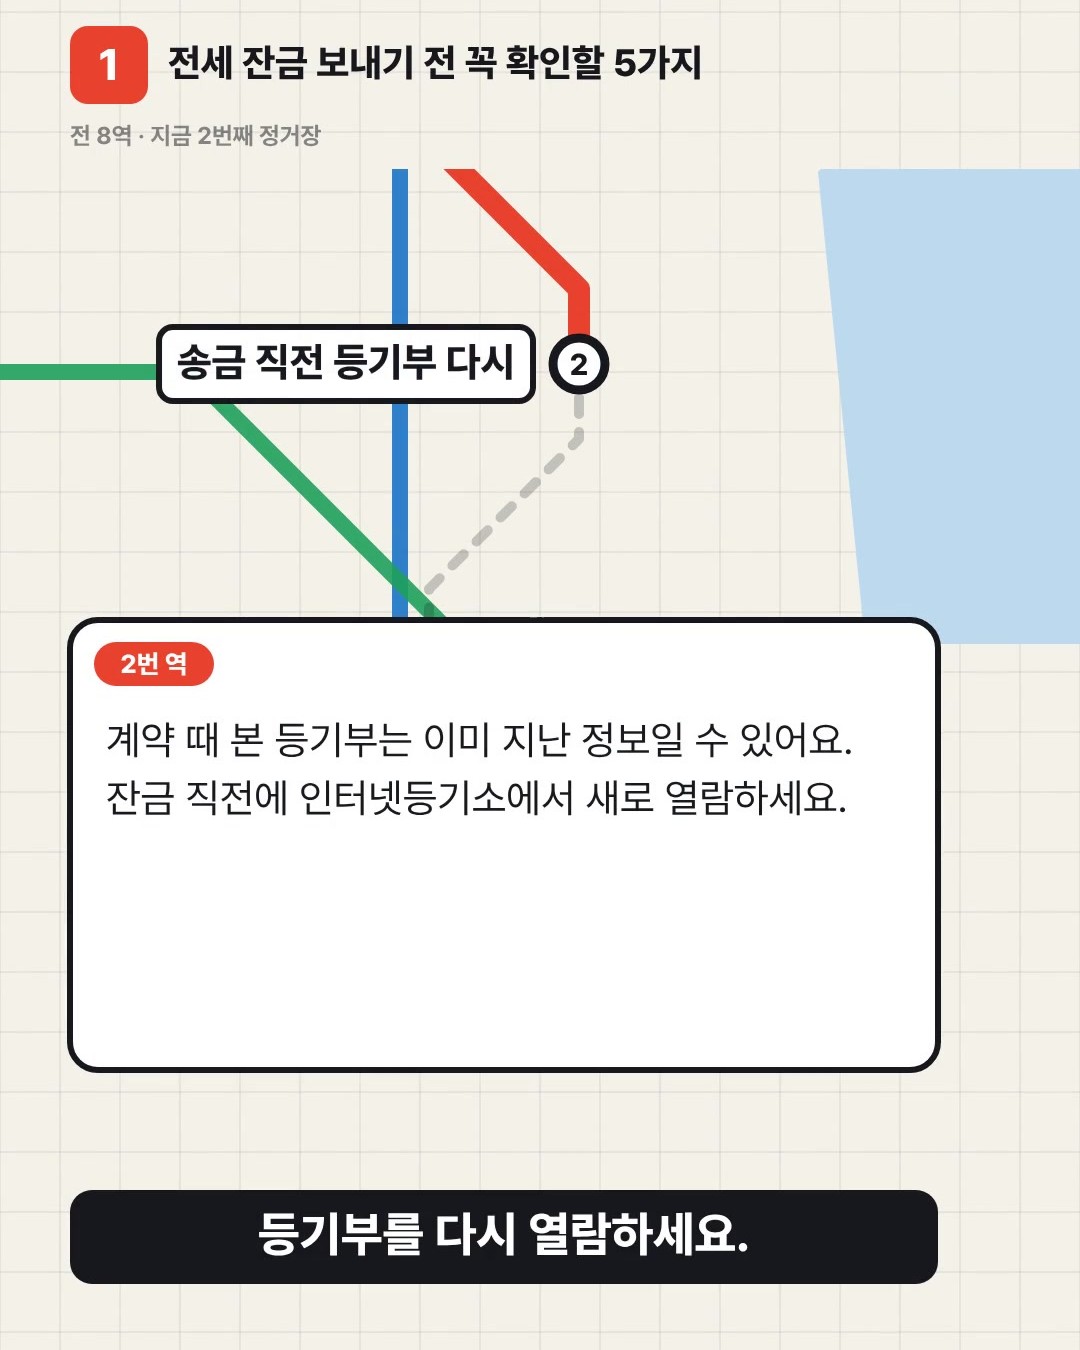 1
전세 잔금 보내기 전 꼭 확인할 5가지
전 8역 · 지금 2번째 정거장
송금 직전 등기부 다시
2
2번 역
계약 때 본 등기부는 이미 지난 정보일 수 있어요.
잔금 직전에 인터넷등기소에서 새로 열람하세요.
등기부를 다시 열람하세요.